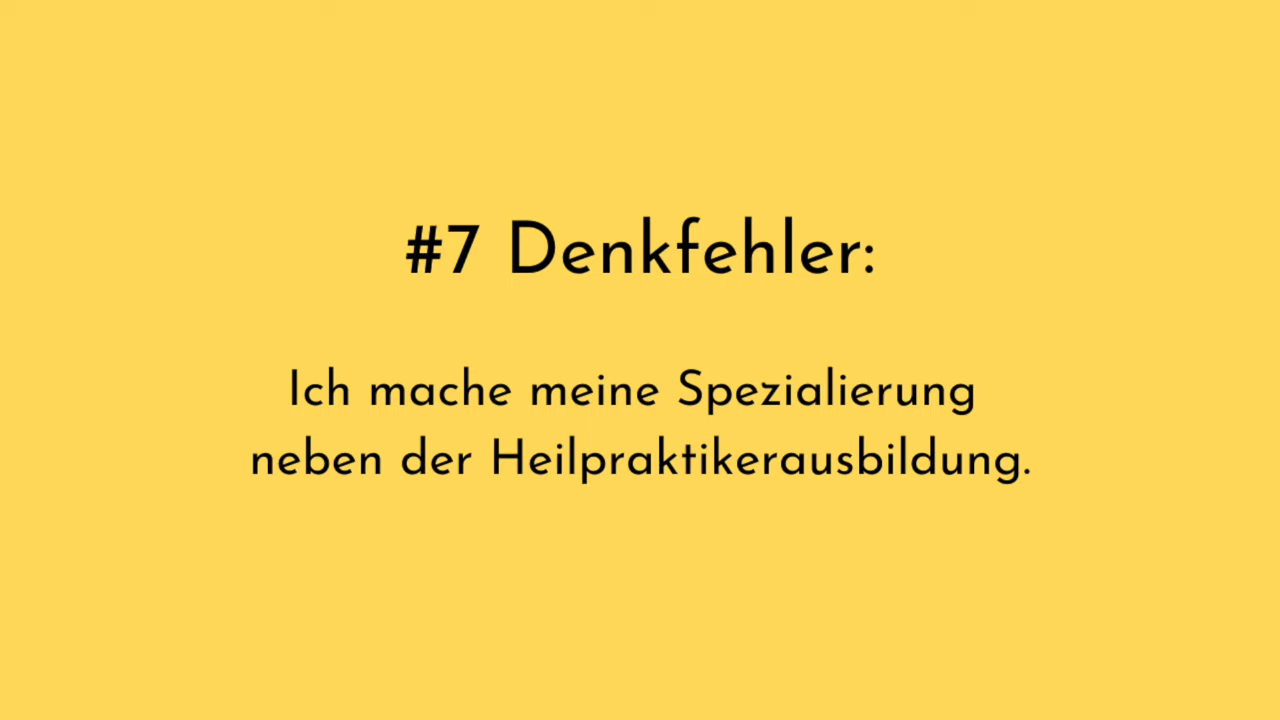 #7 Denkfehler:
Ich mache meine Spezialierung
neben der Heilpraktikerausbildung.